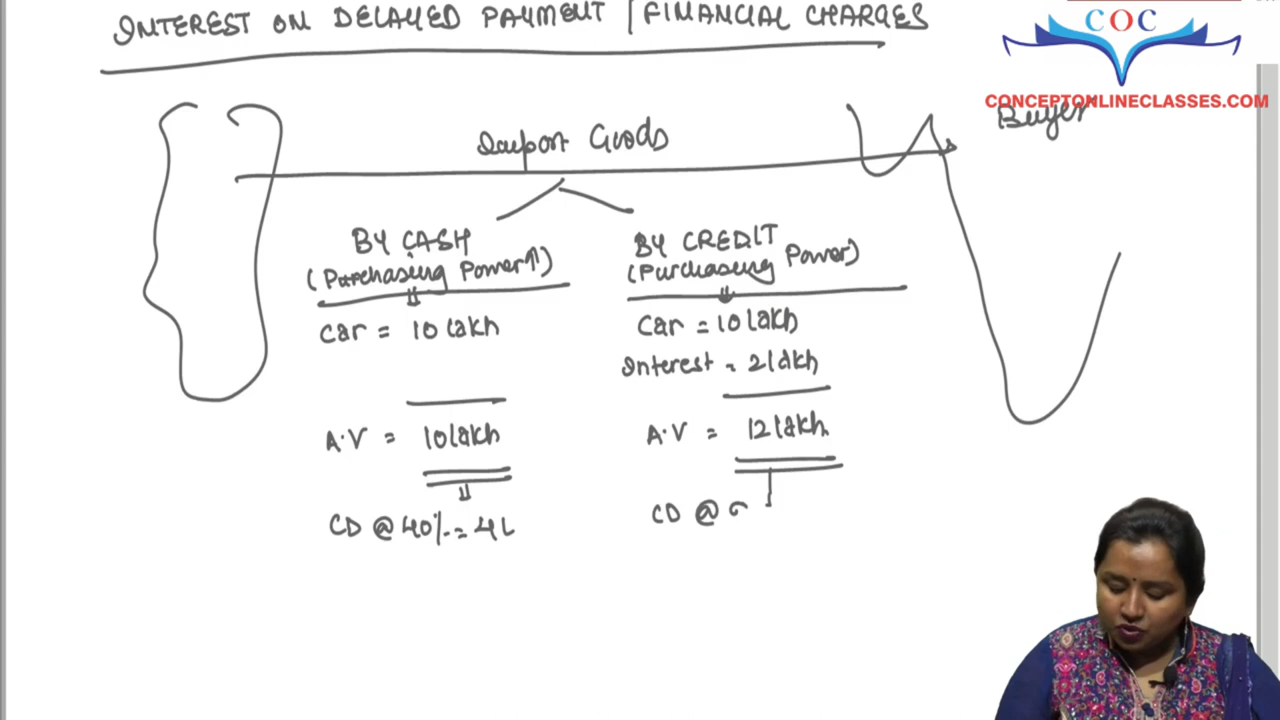 INTEREST ON DELAYED PAYMENT / FINANCIAL CHARGES
COC
CONCEPTONLINECLASSES.COM
Buyer
Import Goods
BY CASH
(Purchasing Power↑)
Car = 10 lakh
A.V = 10 lakh
CD @ 40% = 4L
BY CREDIT
(Purchasing Power)
Car = 10 lakh
Interest = 2 lakh
A.V = 12 lakh
CD @